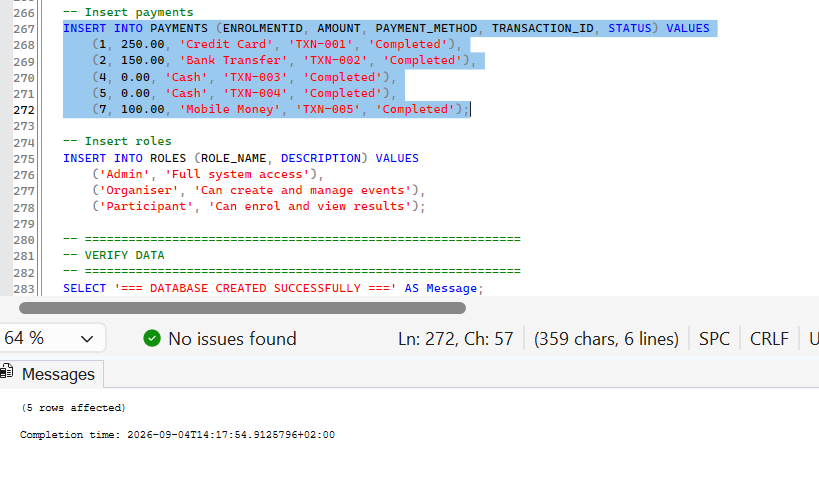 266 -- Insert payments
267 INSERT INTO PAYMENTS (ENROLMENTID, AMOUNT, PAYMENT_METHOD, TRANSACTION_ID, STATUS) VALUES
268 (1, 250.00, 'Credit Card', 'TXN-001', 'Completed'),
269 (2, 150.00, 'Bank Transfer', 'TXN-002', 'Completed'),
270 (4, 0.00, 'Cash', 'TXN-003', 'Completed'),
271 (5, 0.00, 'Cash', 'TXN-004', 'Completed'),
272 (7, 100.00, 'Mobile Money', 'TXN-005', 'Completed');
273
274 -- Insert roles
275 INSERT INTO ROLES (ROLE_NAME, DESCRIPTION) VALUES
276 ('Admin', 'Full system access'),
277 ('Organiser', 'Can create and manage events'),
278 ('Participant', 'Can enrol and view results');
279
280 -- ============================================================
281 -- VERIFY DATA
282 -- ============================================================
283 SELECT '=== DATABASE CREATED SUCCESSFULLY ===' AS Message;
64 % No issues found Ln: 272, Ch: 57 (359 chars, 6 lines) SPC CRLF U
Messages
(5 rows affected)
Completion time: 2026-09-04T14:17:54.9125796+02:00